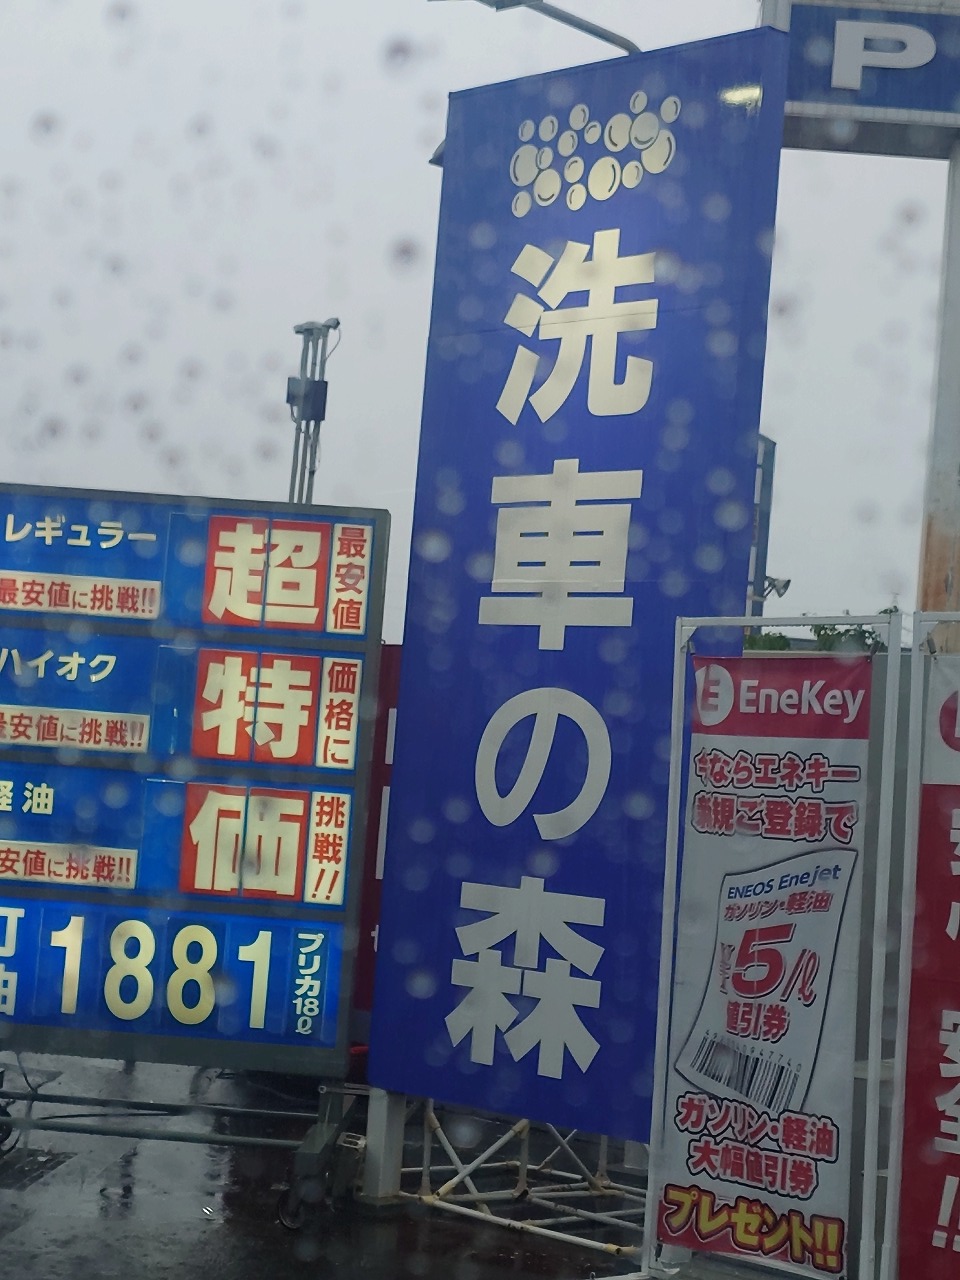 P
洗車の森
レギュラー
最安値に挑戦!!
ハイオク
最安値に挑戦!!
軽油
安値に挑戦!!
超特価
最安値
価格に
挑戦!!
灯油
1881
プリカ18ℓ
EneKey
今ならエネキー
新規ご登録で
ENEOS Enejet
ガソリン・軽油
¥5/ℓ
値引券
ガソリン・軽油
大幅値引券
プレゼント!!